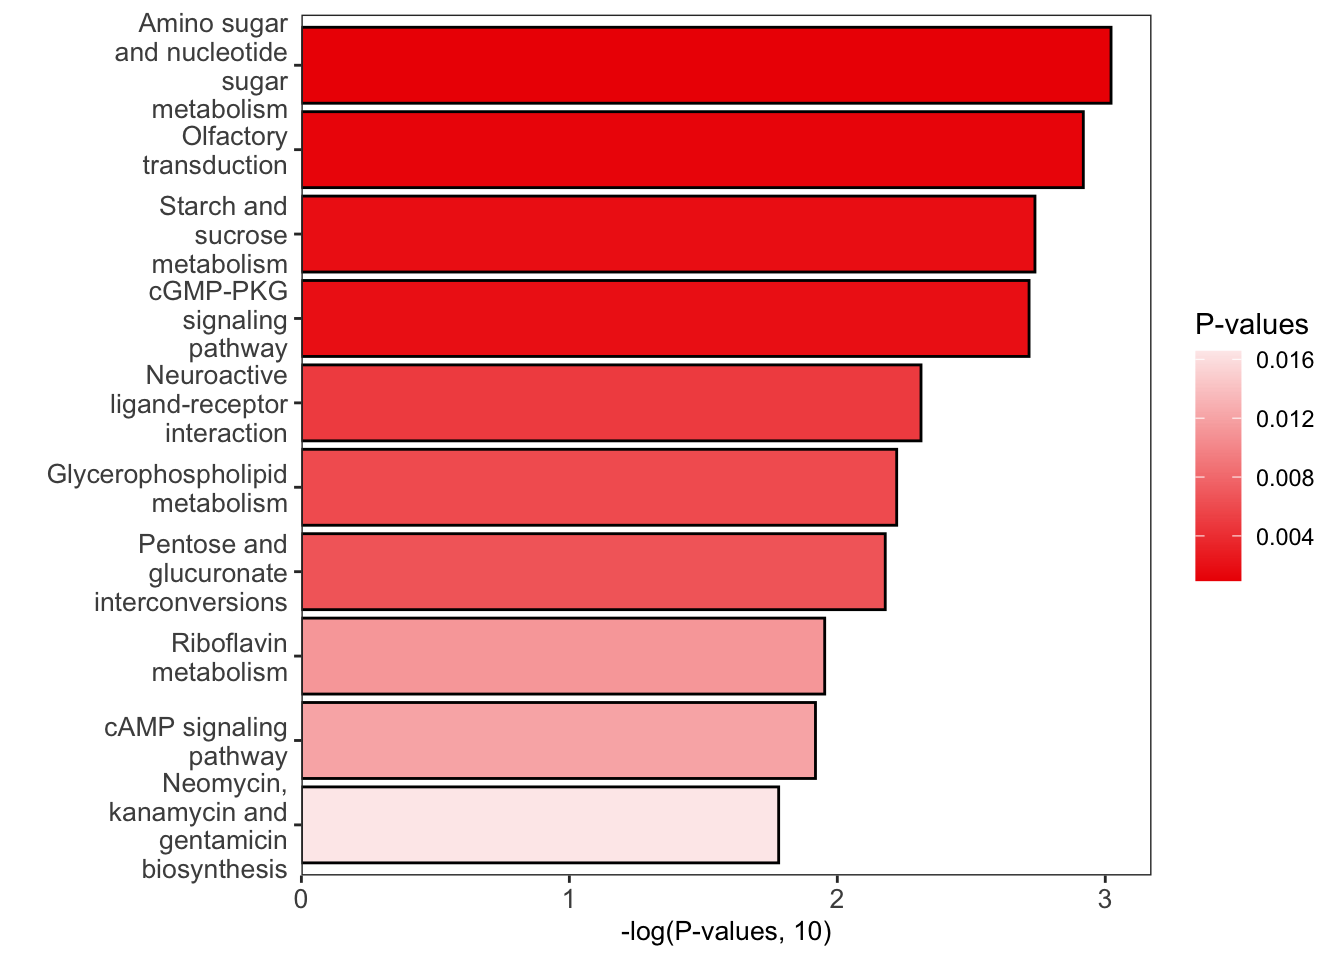 Amino sugar
and nucleotide
sugar
metabolism
Olfactory
transduction
Starch and
sucrose
metabolism
cGMP-PKG
signaling
pathway
Neuroactive
ligand-receptor
interaction
Glycerophospholipid
metabolism
Pentose and
glucuronate
interconversions
Riboflavin
metabolism
cAMP signaling
pathway
Neomycin,
kanamycin and
gentamicin
biosynthesis
0 1 2 3
-log(P-values, 10)
P-values
0.016
0.012
0.008
0.004